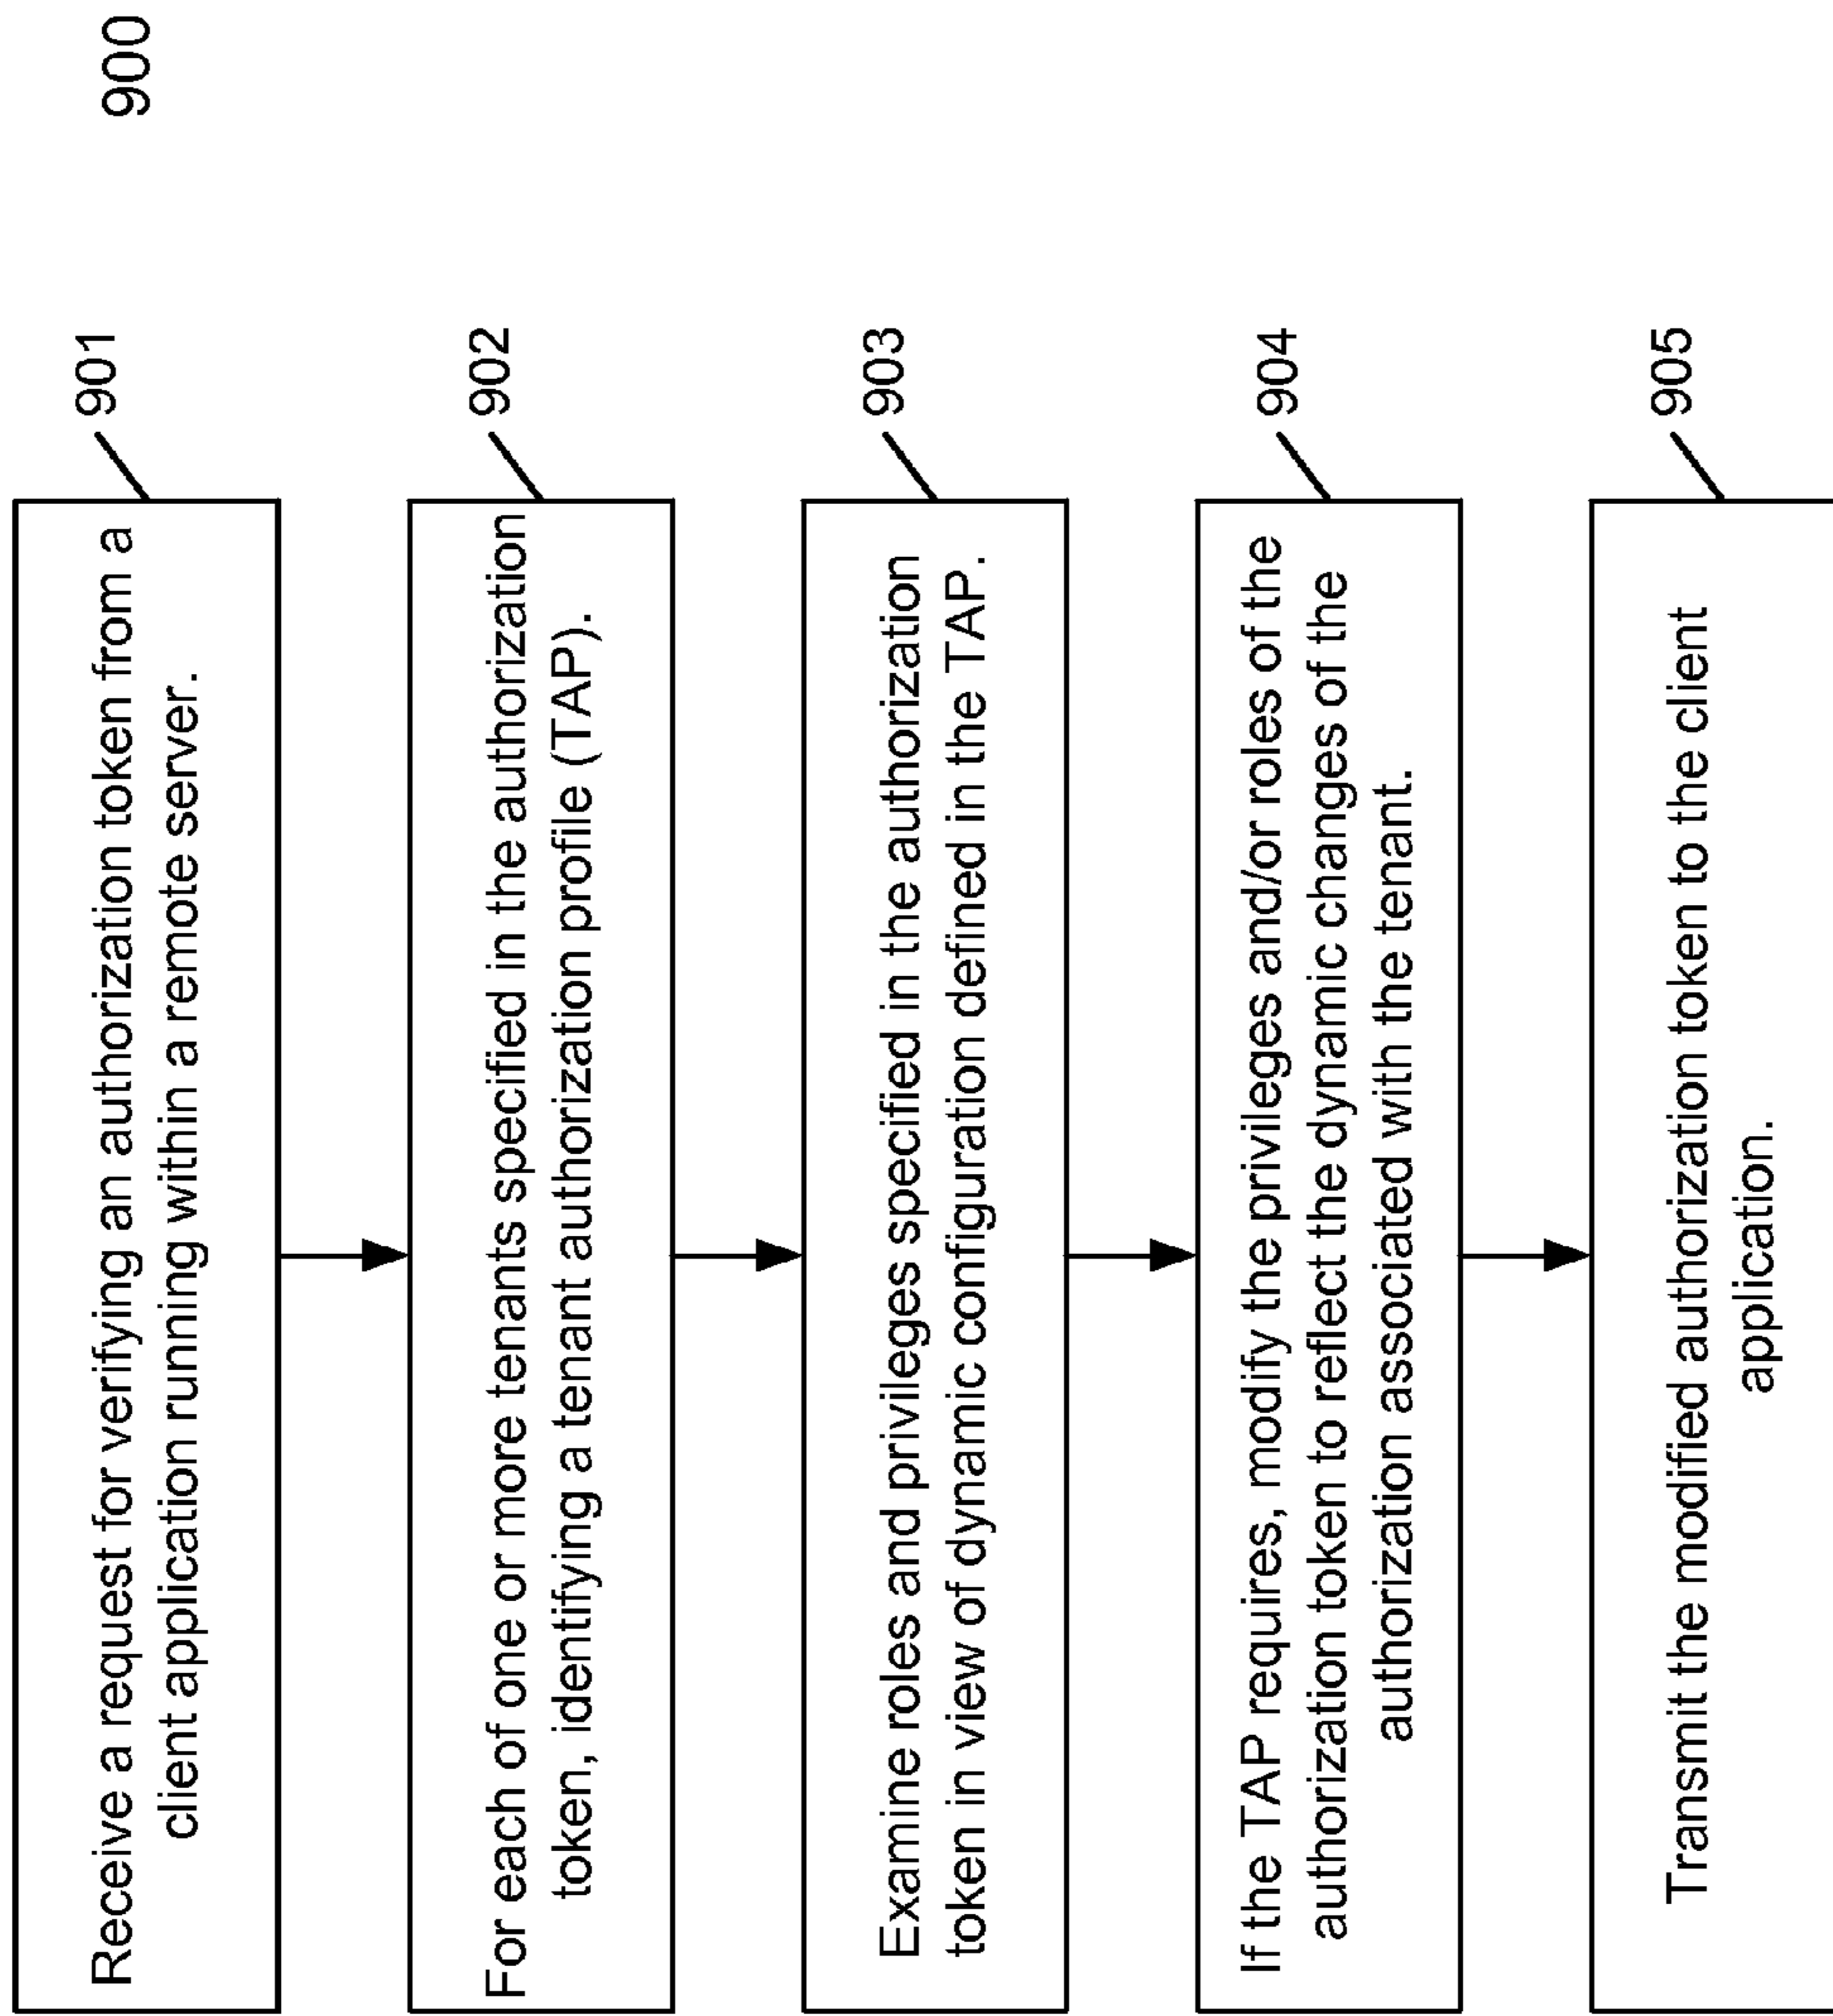 900
Receive a request for verifying an authorization token from a
client application running within a remote server.
901
For each of one or more tenants specified in the authorization
token, identifying a tenant authorization profile (TAP).
902
Examine roles and privileges specified in the authorization
token in view of dynamic configuration defined in the TAP.
903
If the TAP requires, modify the privileges and/or roles of the
authorization token to reflect the dynamic changes of the
authorization associated with the tenant.
904
Transmit the modified authorization token to the client
application.
905